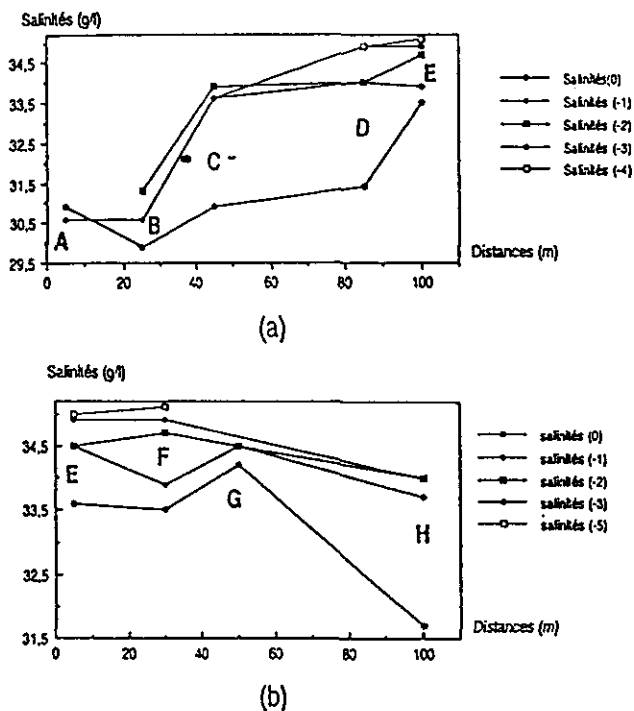 Salinités (g/l)
34,5
33,5
32,5
31,5
30,5
29,5
0 20 40 60 80 100
Distances (m)
A
B
C
D
E
Salinités(0)
Salinités (-1)
Salinités (-2)
Salinités (-3)
Salinités (-4)
(a)
Salinités (g/l)
34,5
33,5
32,5
31,5
0 20 40 60 80 100
Distances (m)
E
F
G
H
salinités (0)
salinités (-1)
salinités (-2)
salinités (-3)
salinités (-5)
(b)